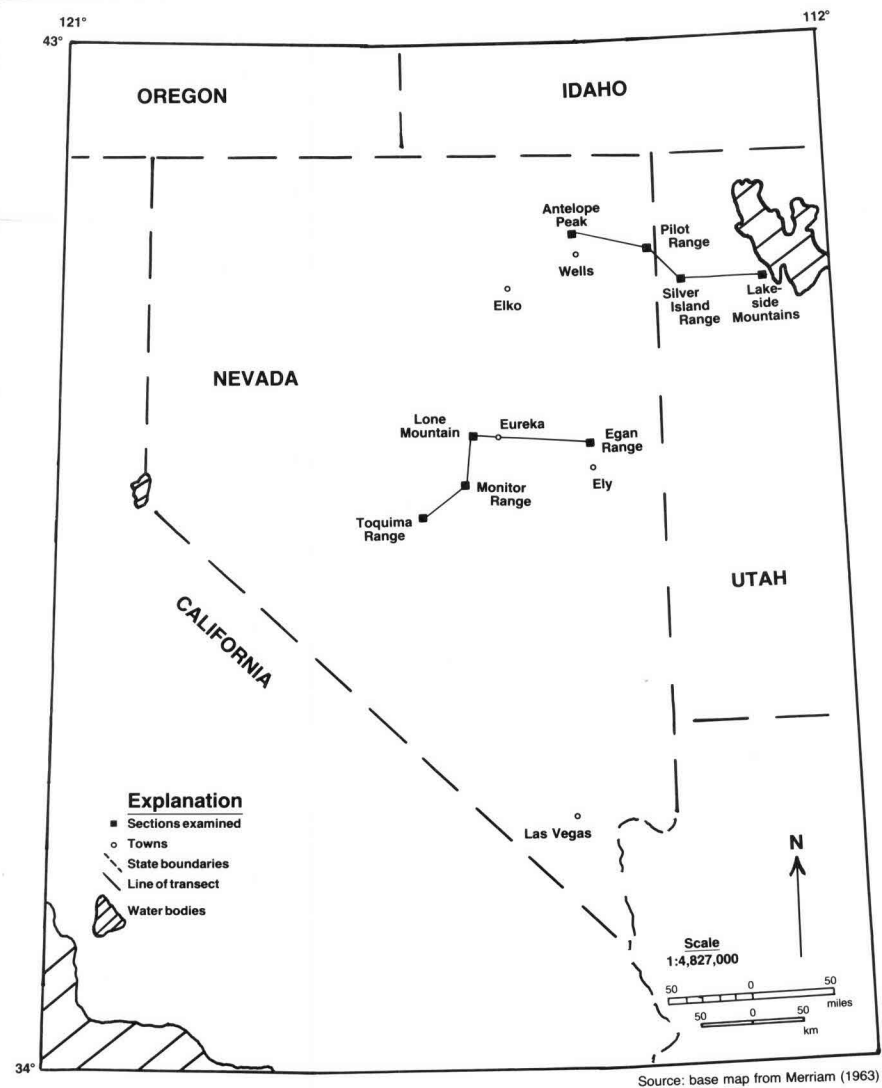 121°
112°
43°
OREGON
IDAHO
Antelope
Peak
Pilot
Range
Wells
Elko
Silver
Island
Range
Lake-
side
Mountains
NEVADA
Lone
Mountain
Eureka
Egan
Range
Ely
Monitor
Range
Toquima
Range
UTAH
CALIFORNIA
Las Vegas
Explanation
Sections examined
Towns
State boundaries
Line of transect
Water bodies
N
Scale
1:4,827,000
50 0 50
miles
50 0 50
km
34°
Source: base map from Merriam (1963)